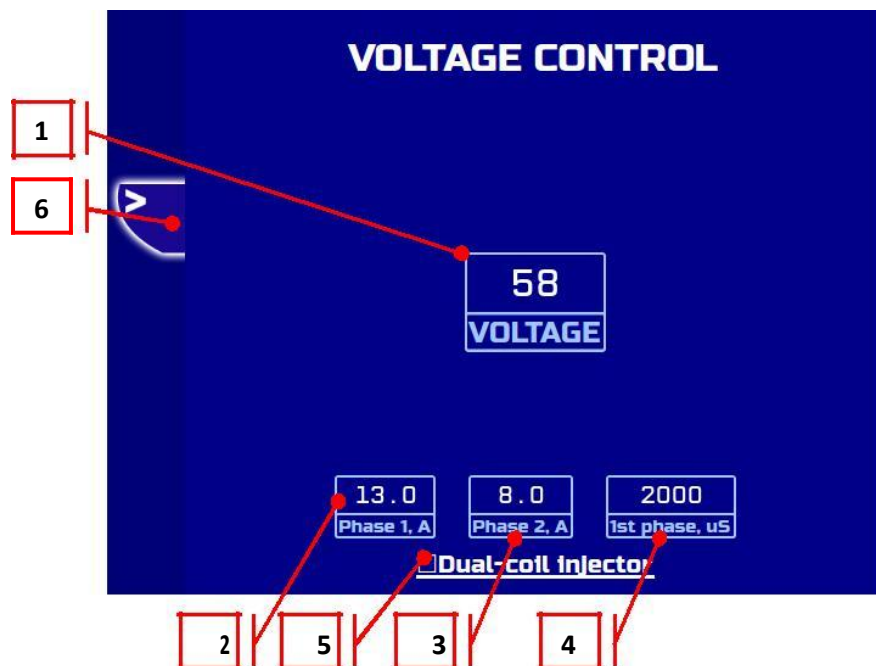 VOLTAGE CONTROL
1
6
>
58
VOLTAGE
13.0 8.0 2000
Phase 1, A Phase 2, A 1st phase, uS
Dual-coil injector
2 5 3 4